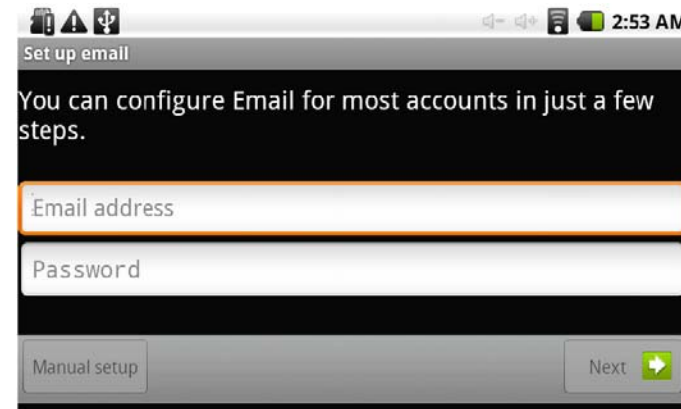 2:53 AM
Set up email
You can configure Email for most accounts in just a few
steps.
Email address
Password
Manual setup
Next